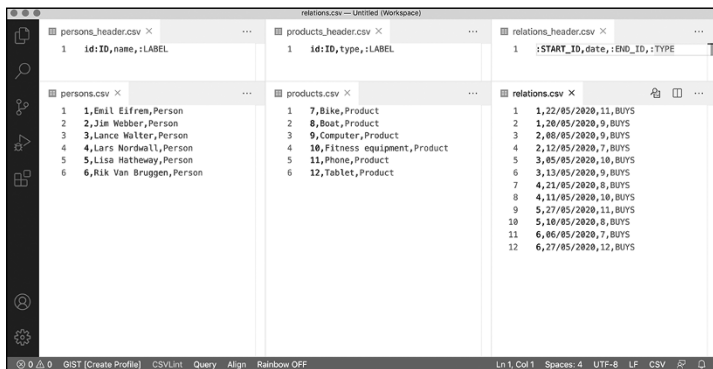 relations.csv — Untitled (Workspace)
persons_header.csv ×
1 id:ID,name,:LABEL
products_header.csv ×
1 id:ID,type,:LABEL
relations_header.csv ×
1 :START_ID,date,:END_ID,:TYPE
persons.csv ×
1 1,Emil Eifrem,Person
2 2,Jim Webber,Person
3 3,Lance Walter,Person
4 4,Lars Nordwall,Person
5 5,Lisa Hatheway,Person
6 6,Rik Van Bruggen,Person
products.csv ×
1 7,Bike,Product
2 8,Boat,Product
3 9,Computer,Product
4 10,Fitness equipment,Product
5 11,Phone,Product
6 12,Tablet,Product
relations.csv ×
1 1,22/05/2020,11,BUYS
2 1,20/05/2020,9,BUYS
3 2,08/05/2020,9,BUYS
4 2,12/05/2020,7,BUYS
5 3,05/05/2020,10,BUYS
6 3,13/05/2020,9,BUYS
7 4,21/05/2020,8,BUYS
8 4,11/05/2020,10,BUYS
9 5,27/05/2020,11,BUYS
10 5,10/05/2020,8,BUYS
11 6,06/05/2020,7,BUYS
12 6,27/05/2020,12,BUYS
0 0 GIST [Create Profile] CSVLint Query Align Rainbow OFF Ln 1, Col 1 Spaces: 4 UTF-8 LF CSV